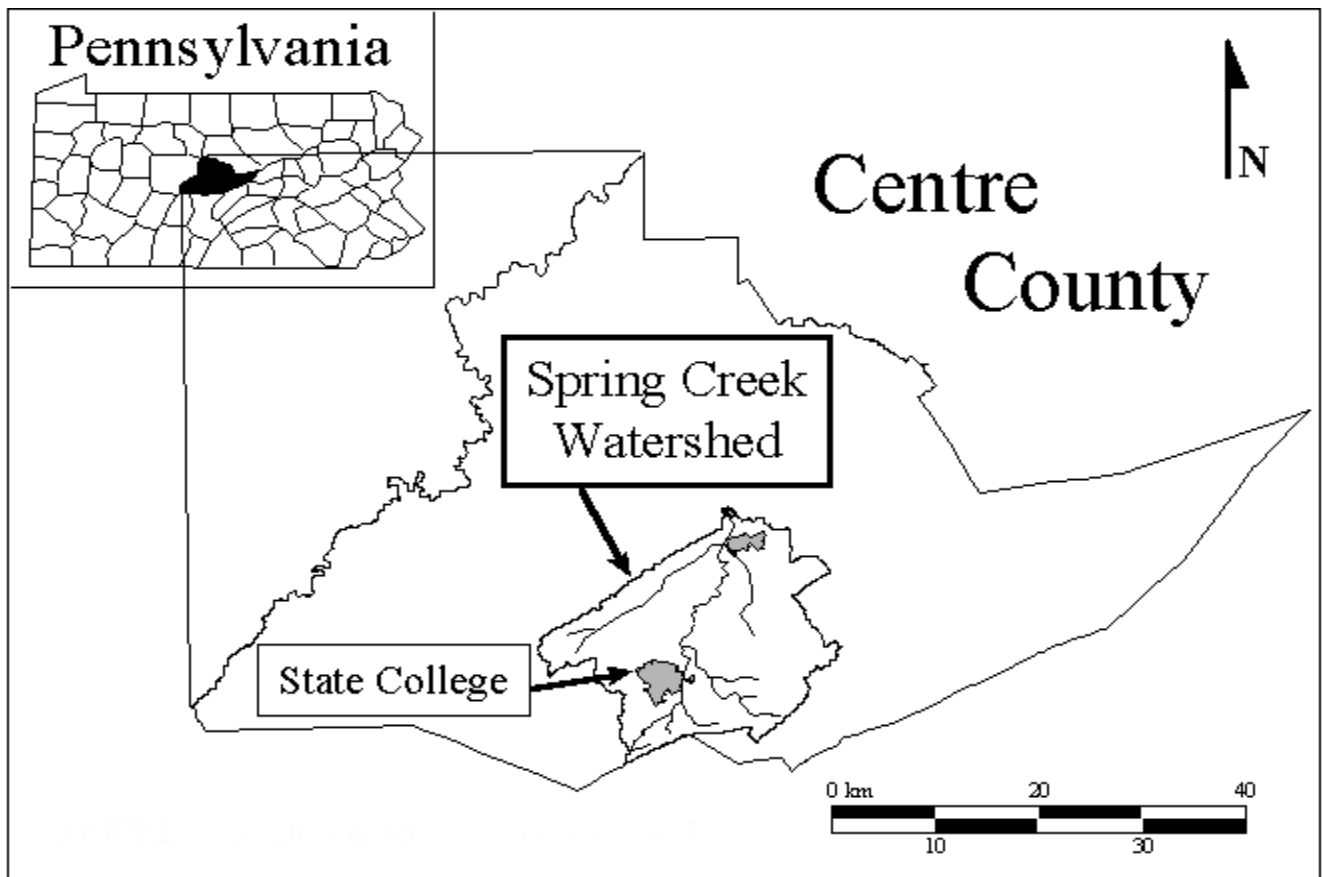 Pennsylvania
N
Centre
County
Spring Creek
Watershed
State College
0 km 20 40
10 30